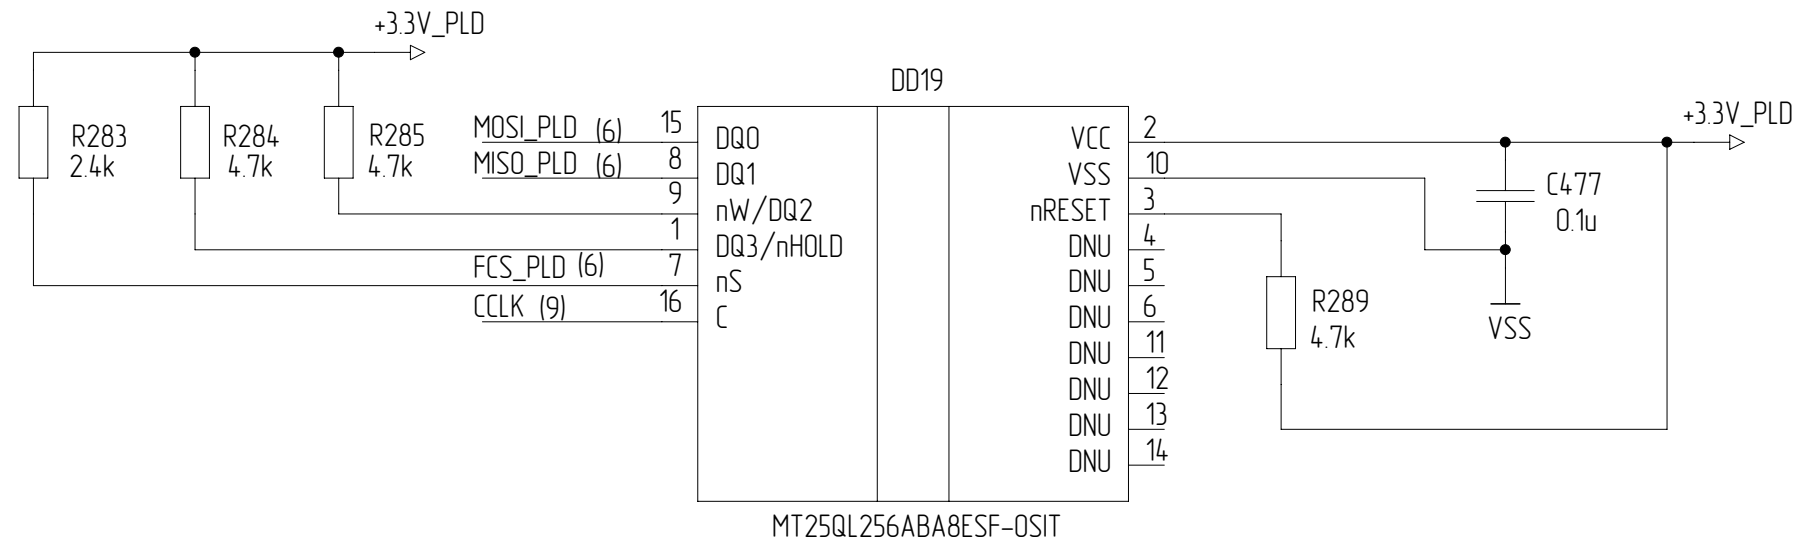 +3.3V_PLD
DD19
+3.3V_PLD
R283
2.4k
R284
4.7k
R285
4.7k
MOSI_PLD (6) 15 DQ0
MISO_PLD (6) 8 DQ1
9 nW/DQ2
1 DQ3/nHOLD
FCS_PLD (6) 7 nS
CCLK (9) 16 C
VCC 2
VSS 10
nRESET 3
DNU 4
DNU 5
DNU 6
DNU 11
DNU 12
DNU 13
DNU 14
C477
0.1u
R289
4.7k
VSS
MT25QL256ABA8ESF-0SIT